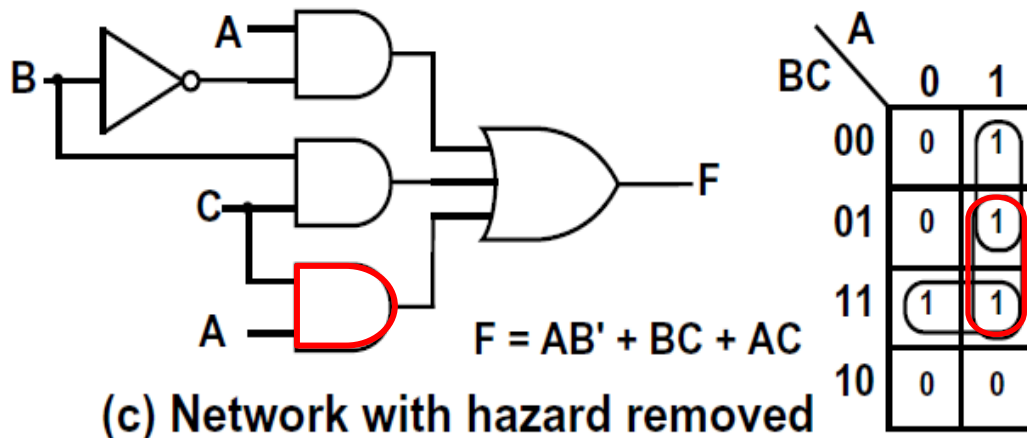 A
B
C
A
F
F = AB' + BC + AC
(c) Network with hazard removed
A
BC 0 1
00 0 1
01 0 1
11 1 1
10 0 0